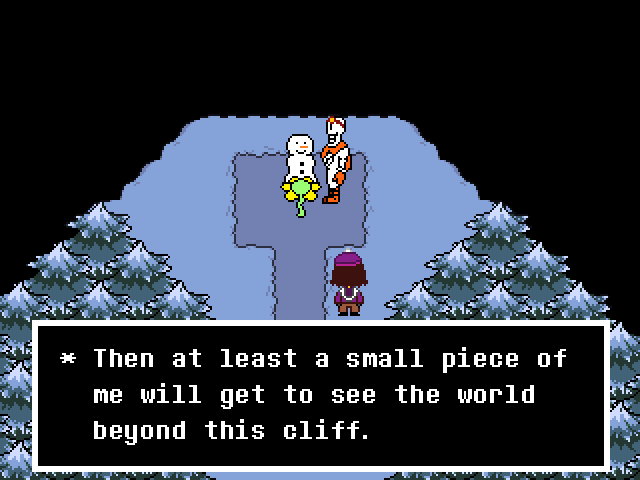 * Then at least a small piece of
me will get to see the world
beyond this cliff.